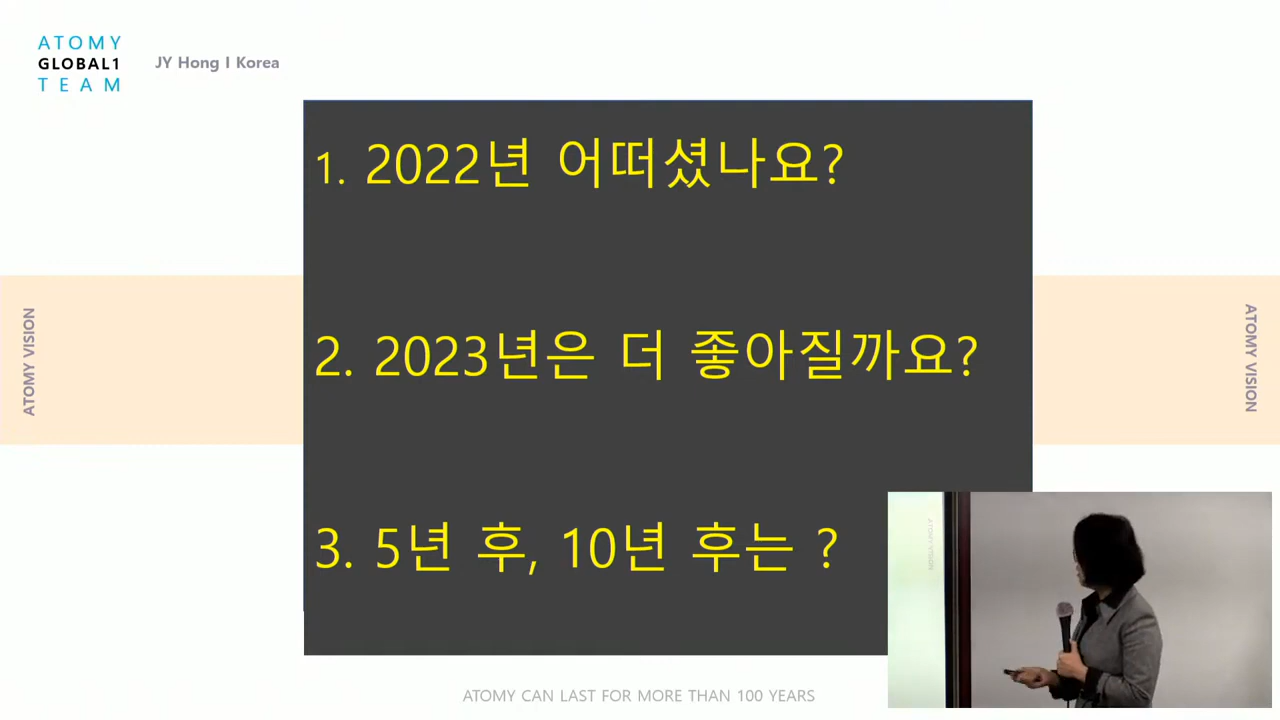 ATOMY
GLOBAL1
TEAM
JY Hong I Korea
1. 2022년 어떠셨나요?
2. 2023년은 더 좋아질까요?
3. 5년 후, 10년 후는 ?
ATOMY VISION
ATOMY VISION
ATOMY VISION
ATOMY CAN LAST FOR MORE THAN 100 YEARS